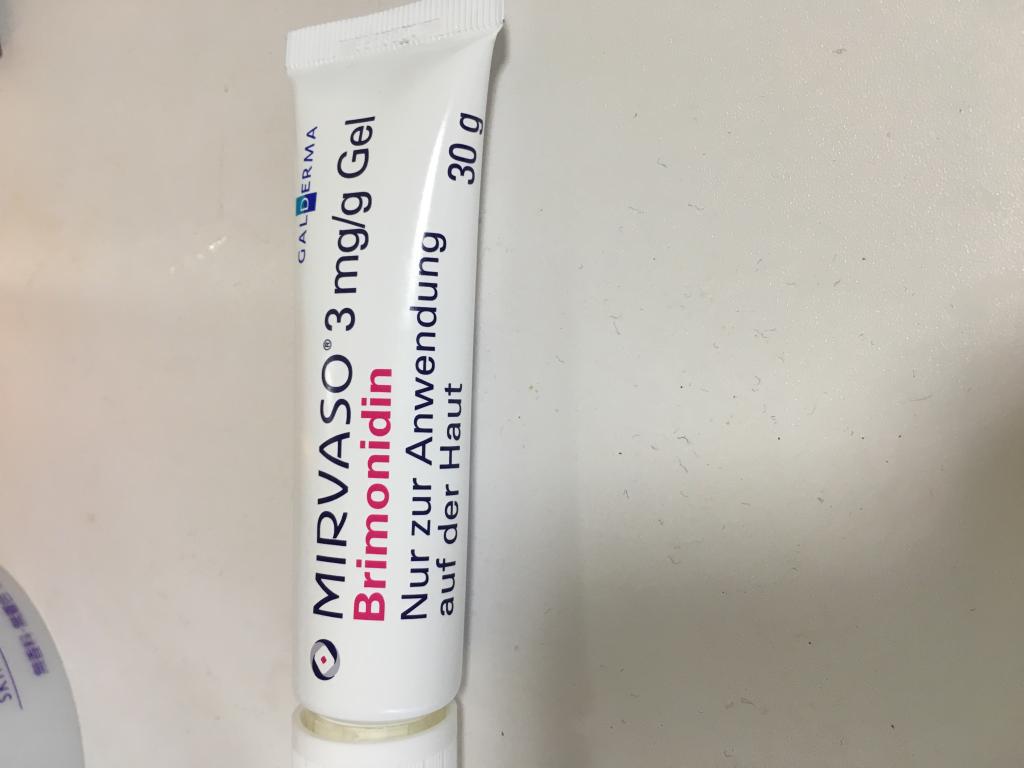 GALDERMA
MIRVASO® 3 mg/g Gel
Brimonidin
Nur zur Anwendung
auf der Haut
30 g